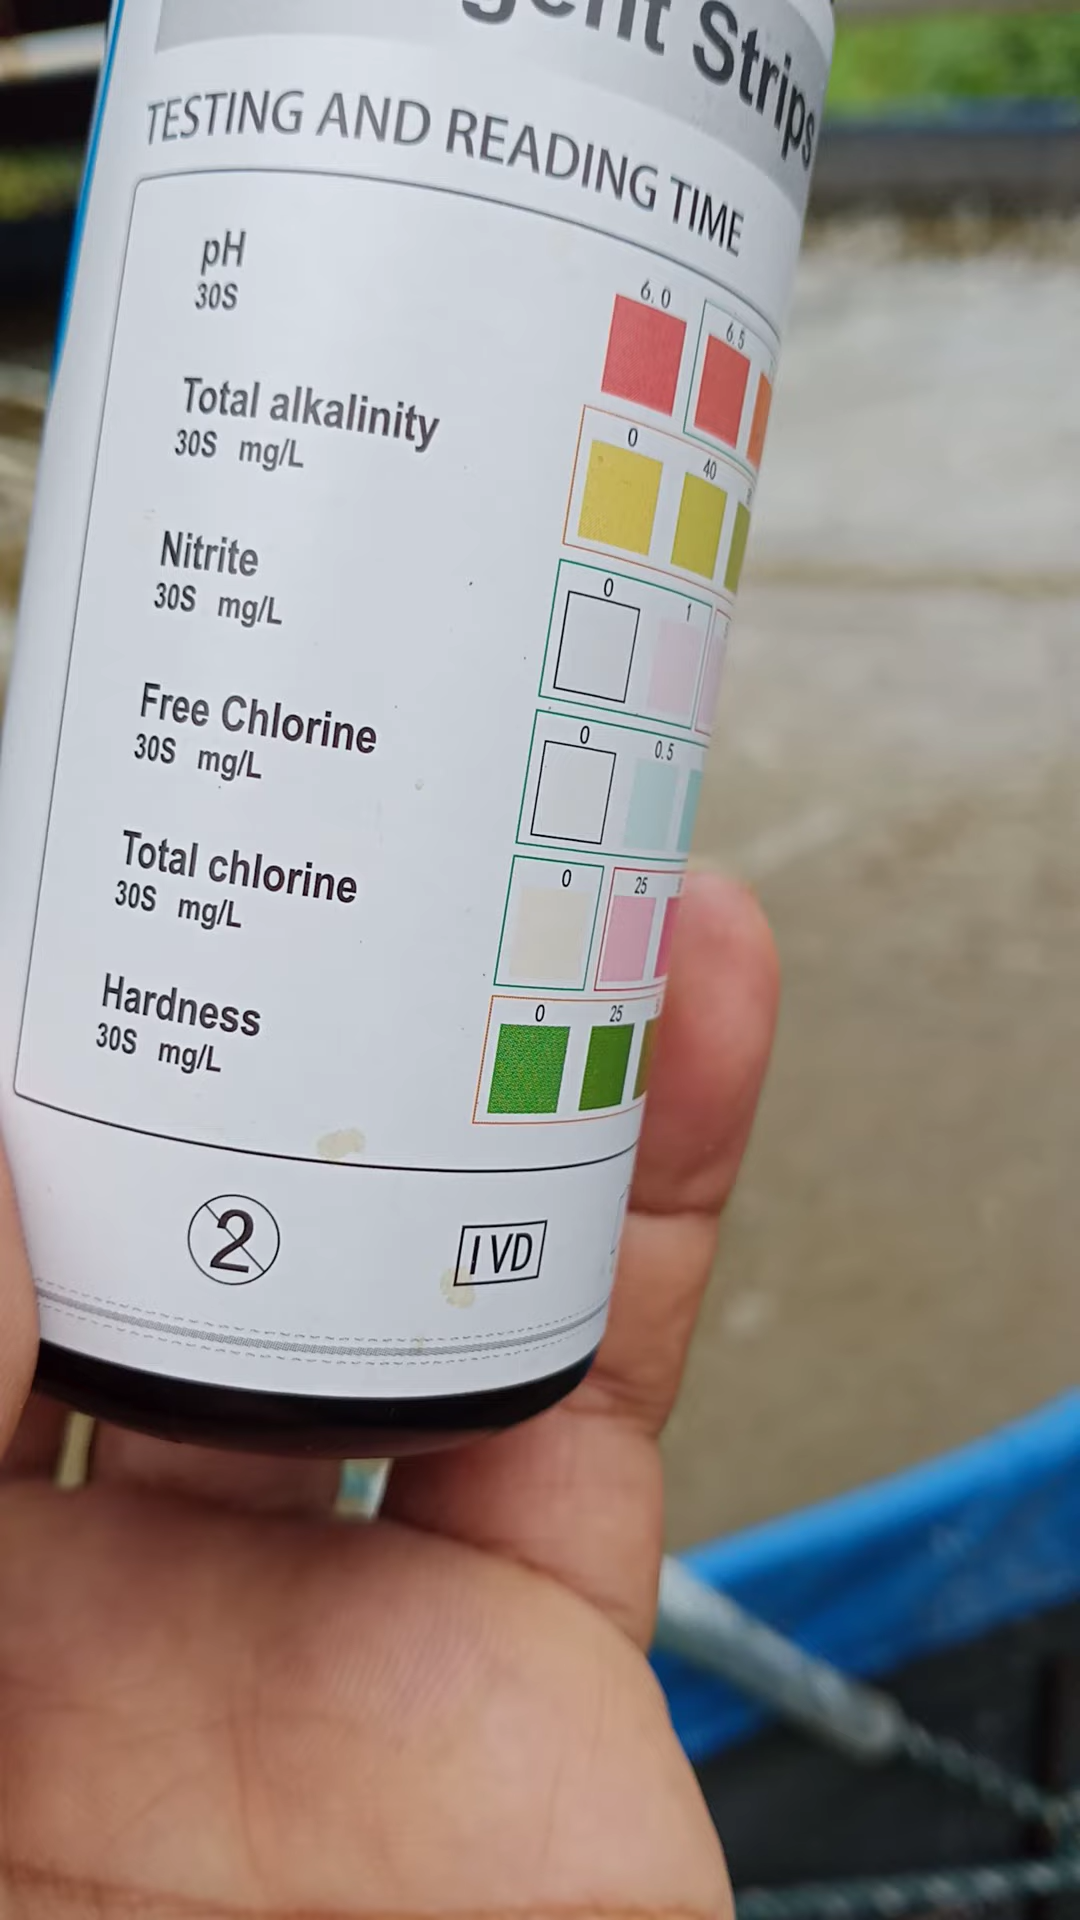 Strips
TESTING AND READING TIME
pH
30S
6.0 6.5
Total alkalinity
30S mg/L
0 40
Nitrite
30S mg/L
0 1
Free Chlorine
30S mg/L
0 0.5
Total chlorine
30S mg/L
0 25
Hardness
30S mg/L
0 25
2
IVD